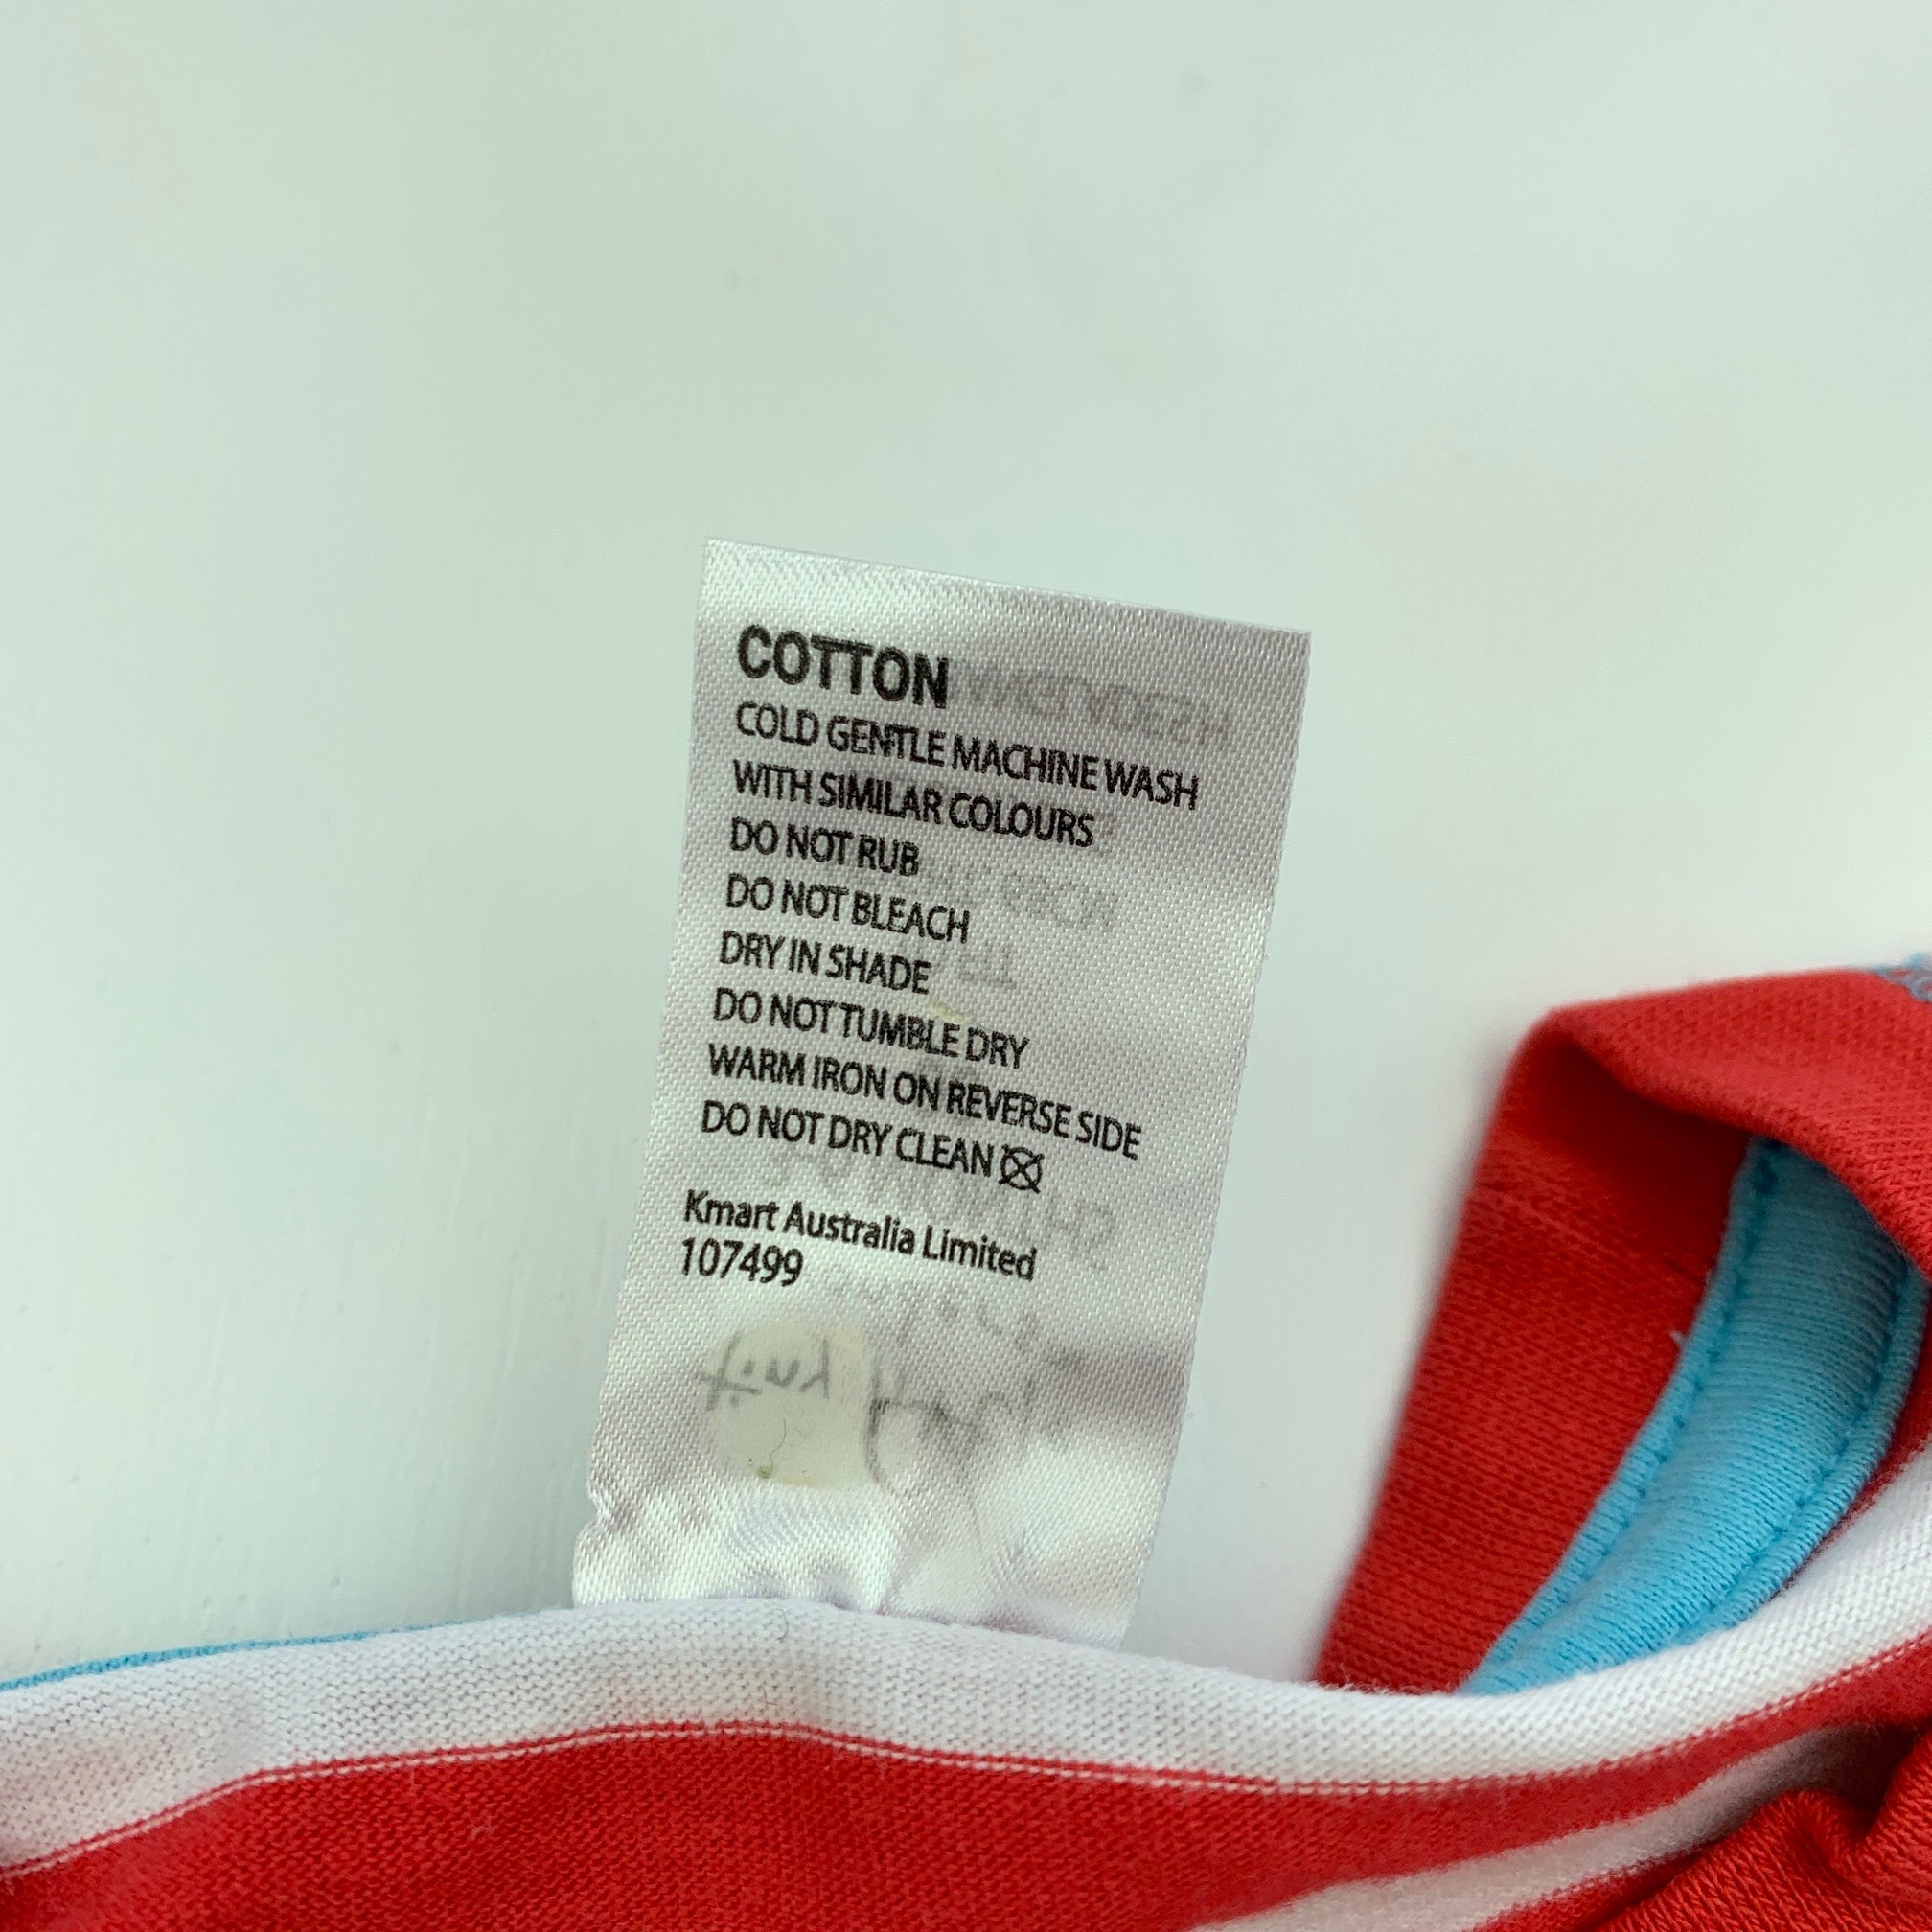 COTTON
COLD GENTLE MACHINE WASH
WITH SIMILAR COLOURS
DO NOT RUB
DO NOT BLEACH
DRY IN SHADE
DO NOT TUMBLE DRY
WARM IRON ON REVERSE SIDE
DO NOT DRY CLEAN
Kmart Australia Limited
107499